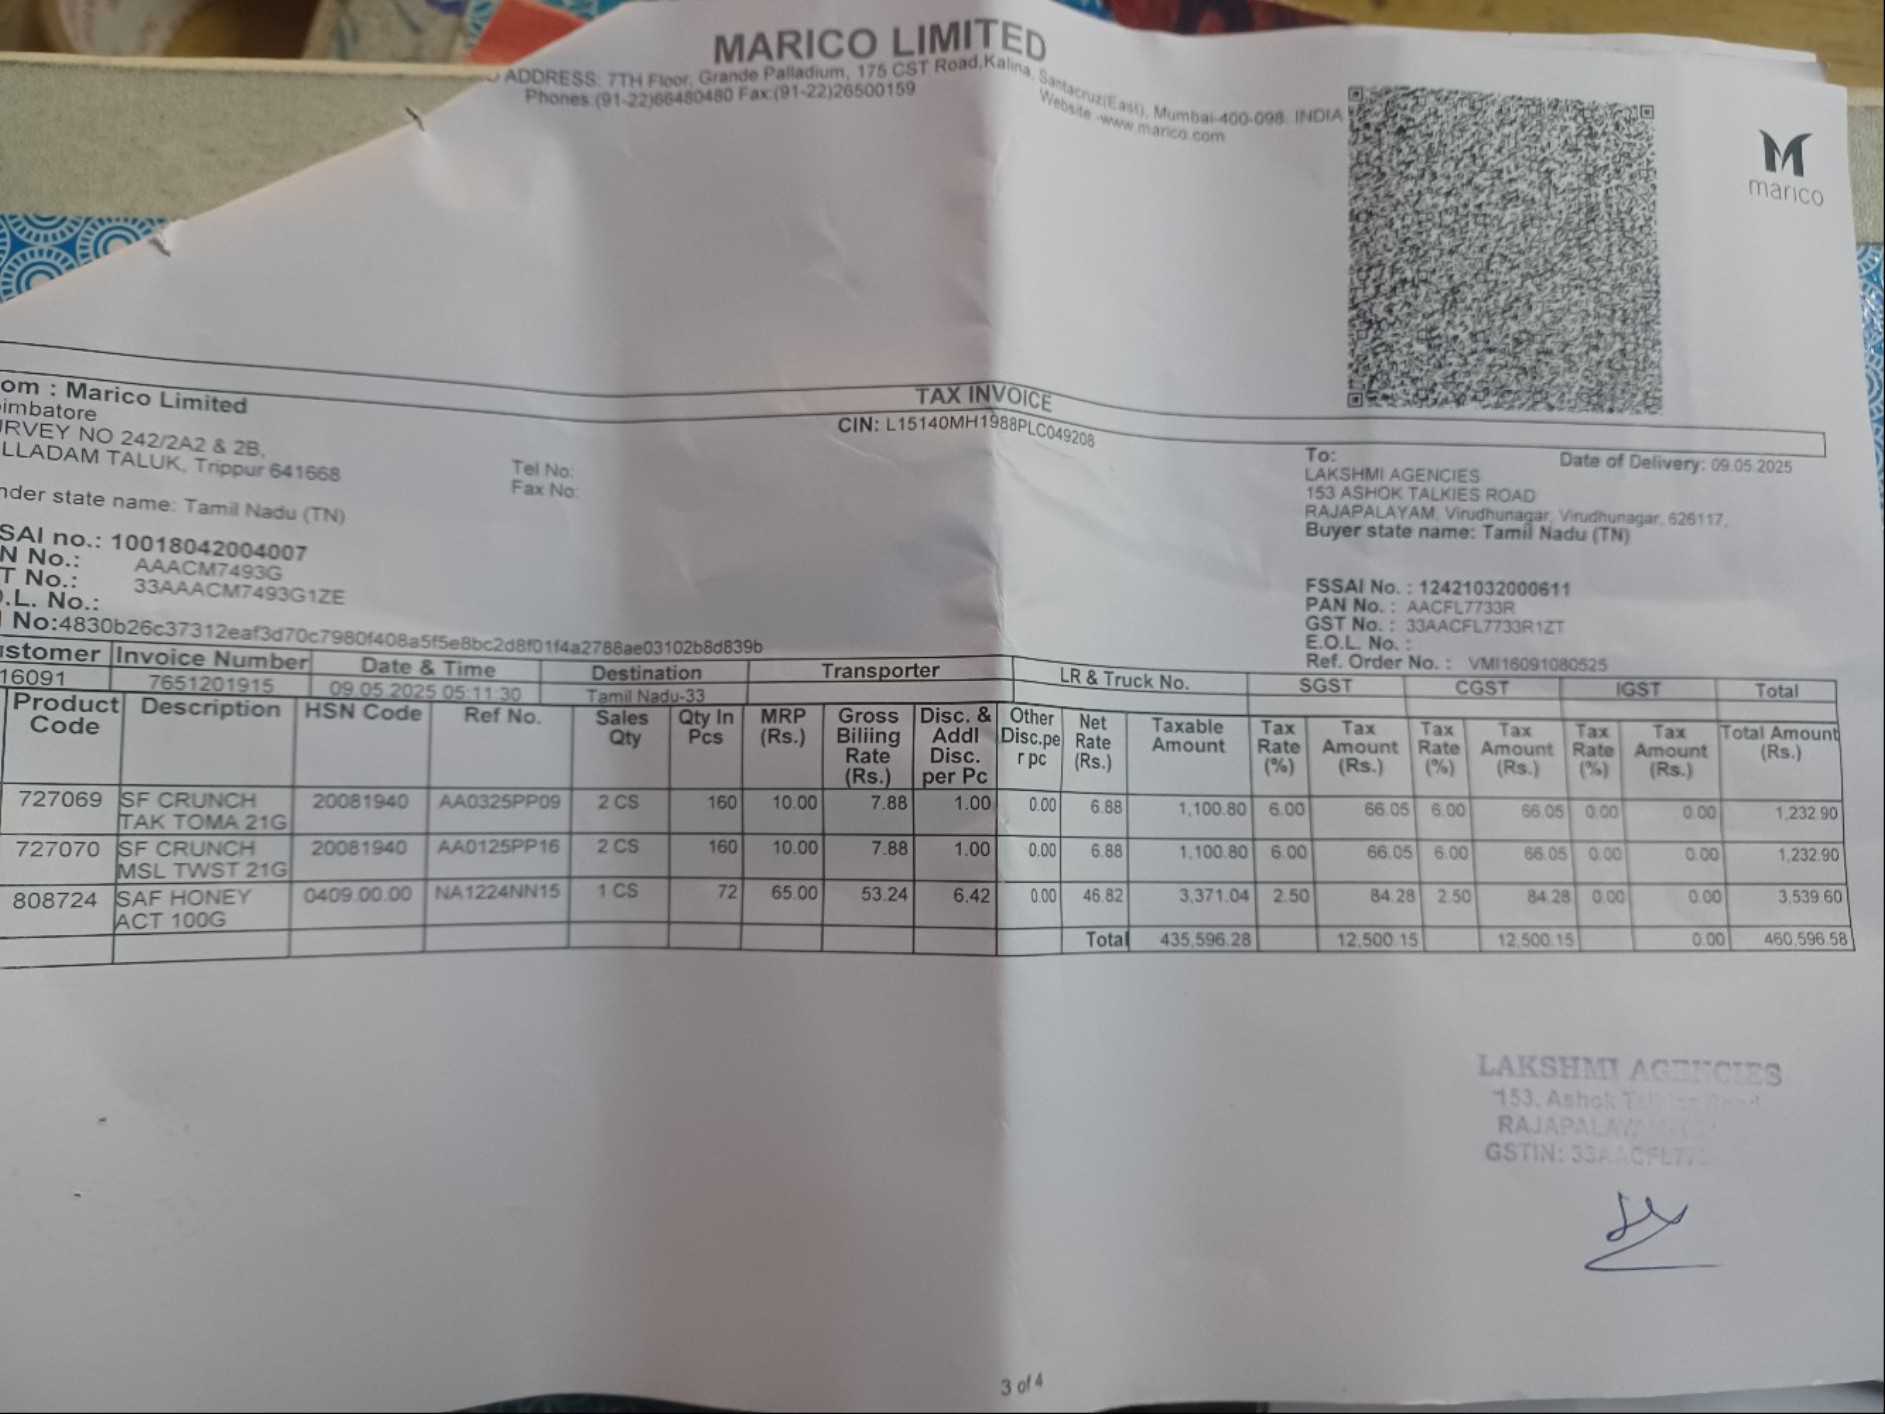 MARICO LIMITED
ADDRESS: 7TH Floor, Grande Palladium, 175 CST Road,Kalina, Santacruz(East), Mumbai-400-098. INDIA
Phones:(91-22)66480480 Fax:(91-22)26500159 Website -www.marico.com
marico
TAX INVOICE
CIN: L15140MH1988PLC049208
om : Marico Limited
imbatore
RVEY NO 242/2A2 & 2B,
LLADAM TALUK, Trippur 641668
Tel No:
Fax No:
nder state name: Tamil Nadu (TN)
SAI no.: 10018042004007
N No.: AAACM7493G
T No.: 33AAACM7493G1ZE
.L. No.:
No:4830b26c37312eaf3d70c7980f408a5f5e8bc2d8f01f4a2788ae03102b8d839b
To: Date of Delivery: 09.05.2025
LAKSHMI AGENCIES
153 ASHOK TALKIES ROAD
RAJAPALAYAM, Virudhunagar, Virudhunagar, 626117,
Buyer state name: Tamil Nadu (TN)
FSSAI No. : 12421032000611
PAN No. : AACFL7733R
GST No. : 33AACFL7733R1ZT
E.O.L. No. :
Ref. Order No. : VMI16091080525
stomer Invoice Number Date & Time Destination Transporter LR & Truck No. SGST CGST IGST Total
16091 7651201915 09.05.2025 05:11:30 Tamil Nadu-33
Product Code Description HSN Code Ref No. Sales Qty Qty In Pcs MRP (Rs.) Gross Biliing Rate (Rs.) Disc. & Addl Disc. per Pc Other Disc.pe r pc Net Rate (Rs.) Taxable Amount Tax Rate (%) Tax Amount (Rs.) Tax Rate (%) Tax Amount (Rs.) Tax Rate (%) Tax Amount (Rs.) Total Amount (Rs.)
727069 SF CRUNCH 20081940 AA0325PP09 2 CS 160 10.00 7.88 1.00 0.00 6.88 1,100.80 6.00 66.05 6.00 66.05 0.00 0.00 1,232.90
TAK TOMA 21G
727070 SF CRUNCH 20081940 AA0125PP16 2 CS 160 10.00 7.88 1.00 0.00 6.88 1,100.80 6.00 66.05 6.00 66.05 0.00 0.00 1,232.90
MSL TWST 21G
808724 SAF HONEY 0409.00.00 NA1224NN15 1 CS 72 65.00 53.24 6.42 0.00 46.82 3,371.04 2.50 84.28 2.50 84.28 0.00 0.00 3,539.60
ACT 100G
Total 435,596.28 12,500.15 12,500.15 0.00 460,596.58
LAKSHMI AGENCIES
153, Ashok
GSTIN:
3 of 4